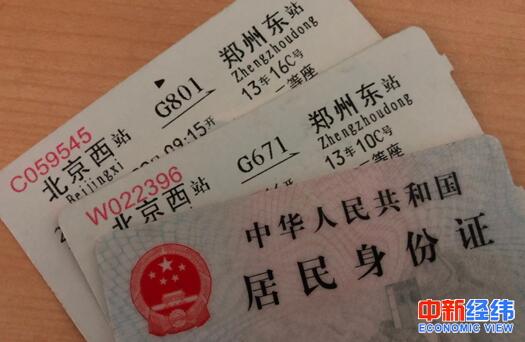 C059545
北京西站
Beijingxi
G801
郑州东站
Zhengzhoudong
09:15开
13车16C号
二等座
W022396
北京西站
G671
郑州东站
Zhengzhoudong
开
13车10C号
二等座
中华人民共和国
居民身份证
中新经纬
ECONOMIC VIEW